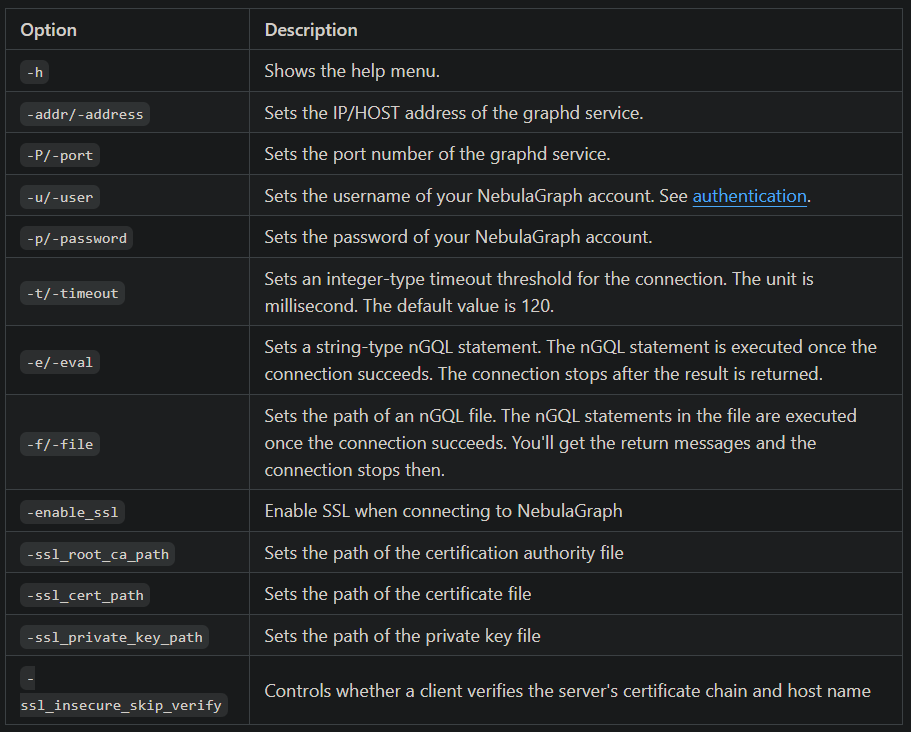 Option Description
-h Shows the help menu.
-addr/-address Sets the IP/HOST address of the graphd service.
-P/-port Sets the port number of the graphd service.
-u/-user Sets the username of your NebulaGraph account. See authentication.
-p/-password Sets the password of your NebulaGraph account.
-t/-timeout Sets an integer-type timeout threshold for the connection. The unit is
millisecond. The default value is 120.
-e/-eval Sets a string-type nGQL statement. The nGQL statement is executed once the
connection succeeds. The connection stops after the result is returned.
-f/-file Sets the path of an nGQL file. The nGQL statements in the file are executed
once the connection succeeds. You'll get the return messages and the
connection stops then.
-enable_ssl Enable SSL when connecting to NebulaGraph
-ssl_root_ca_path Sets the path of the certification authority file
-ssl_cert_path Sets the path of the certificate file
-ssl_private_key_path Sets the path of the private key file
-
ssl_insecure_skip_verify Controls whether a client verifies the server's certificate chain and host name